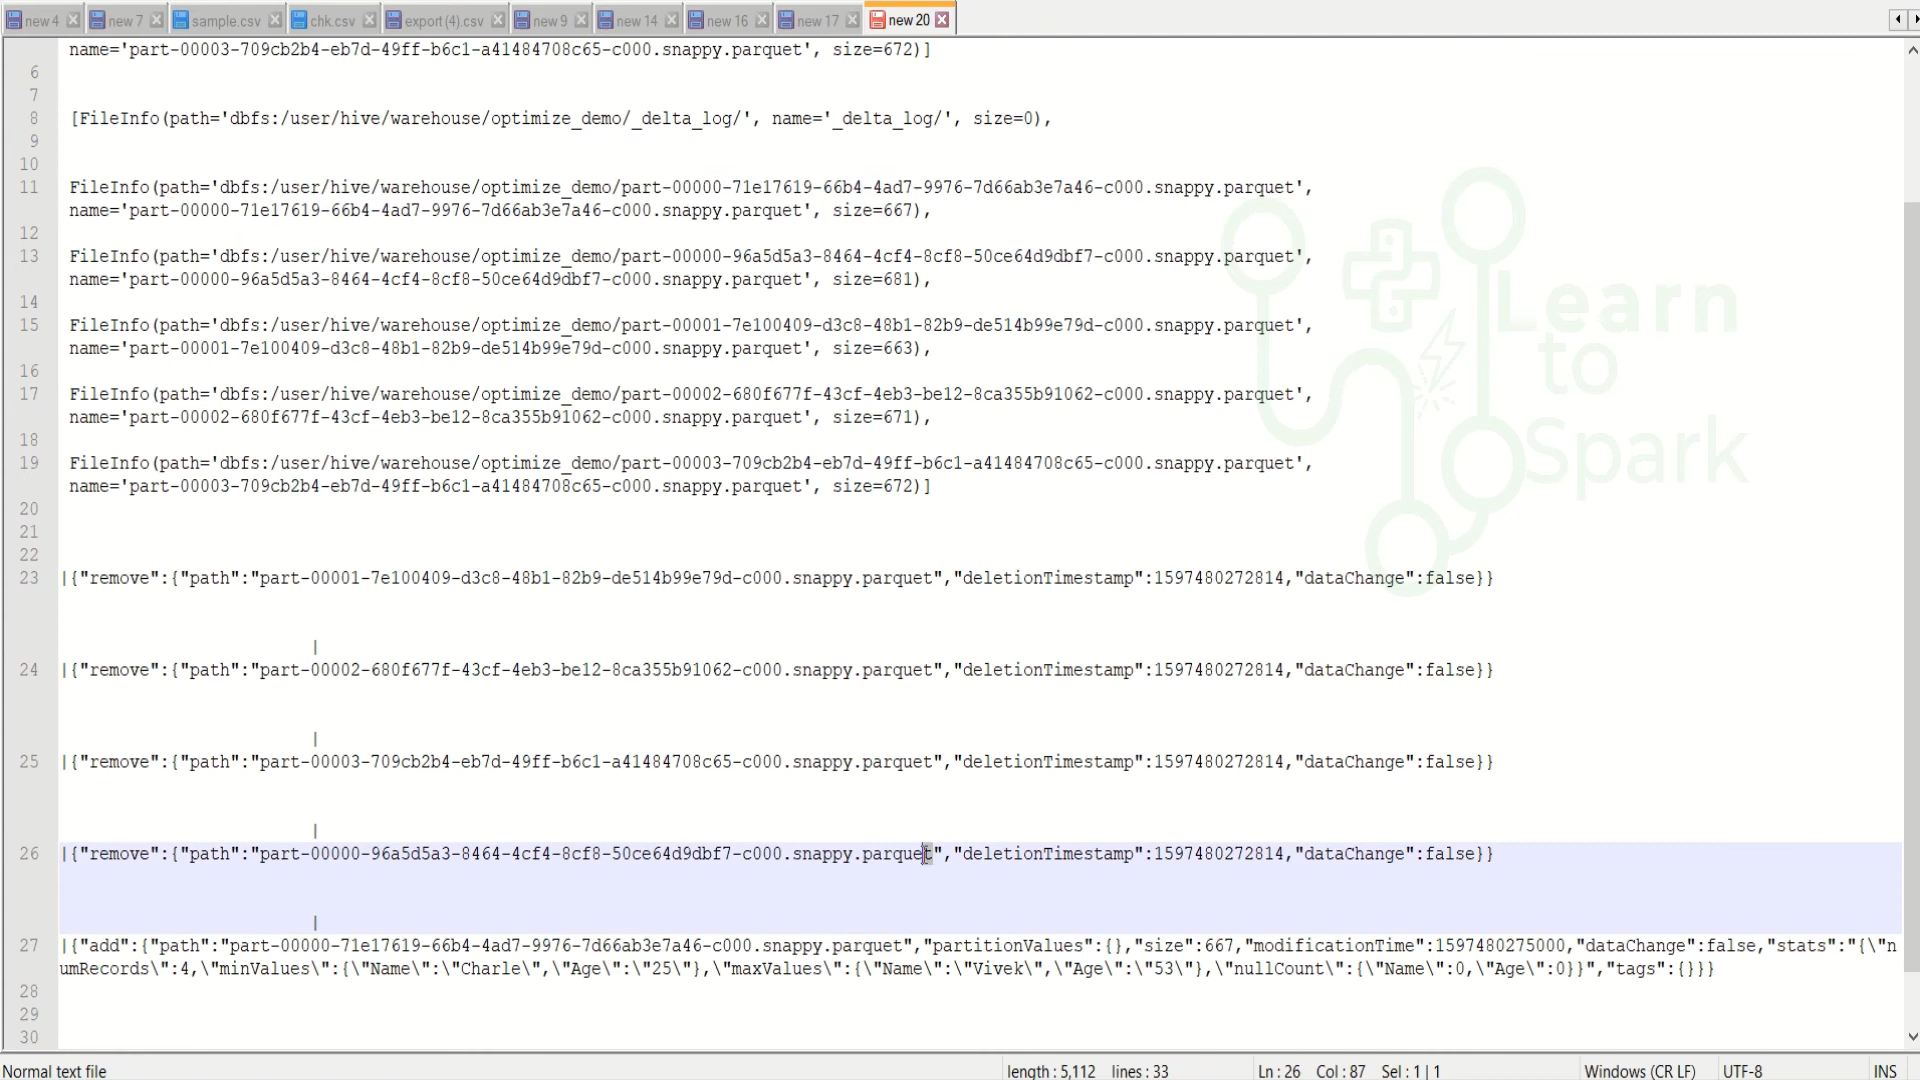 new 4 new 7 sample.csv chk.csv export (4).csv new 9 new 14 new 16 new 17 new 20
name='part-00003-709cb2b4-eb7d-49ff-b6c1-a41484708c65-c000.snappy.parquet', size=672)]
6
7
8 [FileInfo(path='dbfs:/user/hive/warehouse/optimize_demo/_delta_log/', name='_delta_log/', size=0),
9
10
11 FileInfo(path='dbfs:/user/hive/warehouse/optimize_demo/part-00000-71e17619-66b4-4ad7-9976-7d66ab3e7a46-c000.snappy.parquet',
name='part-00000-71e17619-66b4-4ad7-9976-7d66ab3e7a46-c000.snappy.parquet', size=667),
12
13 FileInfo(path='dbfs:/user/hive/warehouse/optimize_demo/part-00000-96a5d5a3-8464-4cf4-8cf8-50ce64d9dbf7-c000.snappy.parquet',
name='part-00000-96a5d5a3-8464-4cf4-8cf8-50ce64d9dbf7-c000.snappy.parquet', size=681),
14
15 FileInfo(path='dbfs:/user/hive/warehouse/optimize_demo/part-00001-7e100409-d3c8-48b1-82b9-de514b99e79d-c000.snappy.parquet',
name='part-00001-7e100409-d3c8-48b1-82b9-de514b99e79d-c000.snappy.parquet', size=663),
16
17 FileInfo(path='dbfs:/user/hive/warehouse/optimize_demo/part-00002-680f677f-43cf-4eb3-be12-8ca355b91062-c000.snappy.parquet',
name='part-00002-680f677f-43cf-4eb3-be12-8ca355b91062-c000.snappy.parquet', size=671),
18
19 FileInfo(path='dbfs:/user/hive/warehouse/optimize_demo/part-00003-709cb2b4-eb7d-49ff-b6c1-a41484708c65-c000.snappy.parquet',
name='part-00003-709cb2b4-eb7d-49ff-b6c1-a41484708c65-c000.snappy.parquet', size=672)]
20
21
22
23 |{"remove":{"path":"part-00001-7e100409-d3c8-48b1-82b9-de514b99e79d-c000.snappy.parquet","deletionTimestamp":1597480272814,"dataChange":false}}
|
24 |{"remove":{"path":"part-00002-680f677f-43cf-4eb3-be12-8ca355b91062-c000.snappy.parquet","deletionTimestamp":1597480272814,"dataChange":false}}
|
25 |{"remove":{"path":"part-00003-709cb2b4-eb7d-49ff-b6c1-a41484708c65-c000.snappy.parquet","deletionTimestamp":1597480272814,"dataChange":false}}
|
26 |{"remove":{"path":"part-00000-96a5d5a3-8464-4cf4-8cf8-50ce64d9dbf7-c000.snappy.parquet","deletionTimestamp":1597480272814,"dataChange":false}}
|
27 |{"add":{"path":"part-00000-71e17619-66b4-4ad7-9976-7d66ab3e7a46-c000.snappy.parquet","partitionValues":{},"size":667,"modificationTime":1597480275000,"dataChange":false,"stats":"{\"n
umRecords\":4,\"minValues\":{\"Name\":\"Charle\",\"Age\":\"25\"},\"maxValues\":{\"Name\":\"Vivek\",\"Age\":\"53\"},\"nullCount\":{\"Name\":0,\"Age\":0}}","tags":{}}}
28
29
30
Learn
to
Spark
Normal text file length : 5,112 lines : 33 Ln : 26 Col : 87 Sel : 1 | 1 Windows (CR LF) UTF-8 INS